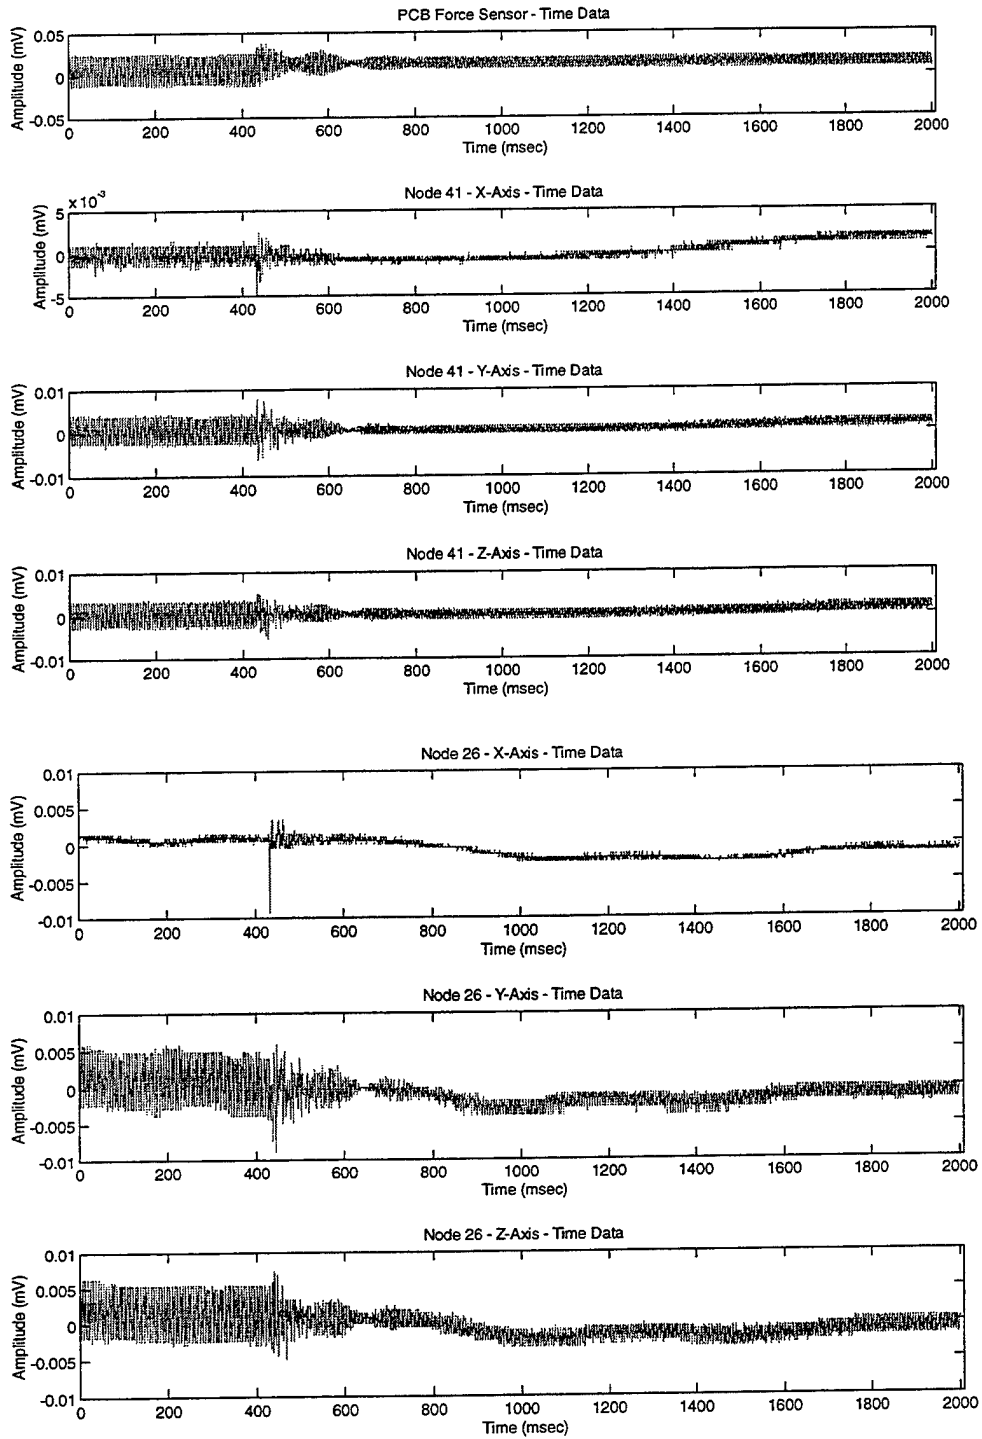 PCB Force Sensor - Time Data
Amplitude (mV)
0.05
0
-0.05
0 200 400 600 800 1000 1200 1400 1600 1800 2000
Time (msec)
Node 41 - X-Axis - Time Data
x 10⁻³
Amplitude (mV)
5
0
-5
0 200 400 600 800 1000 1200 1400 1600 1800 2000
Time (msec)
Node 41 - Y-Axis - Time Data
Amplitude (mV)
0.01
0
-0.01
0 200 400 600 800 1000 1200 1400 1600 1800 2000
Time (msec)
Node 41 - Z-Axis - Time Data
Amplitude (mV)
0.01
0
-0.01
0 200 400 600 800 1000 1200 1400 1600 1800 2000
Time (msec)
Node 26 - X-Axis - Time Data
Amplitude (mV)
0.01
0.005
0
-0.005
-0.01
0 200 400 600 800 1000 1200 1400 1600 1800 2000
Time (msec)
Node 26 - Y-Axis - Time Data
Amplitude (mV)
0.01
0.005
0
-0.005
-0.01
0 200 400 600 800 1000 1200 1400 1600 1800 2000
Time (msec)
Node 26 - Z-Axis - Time Data
Amplitude (mV)
0.01
0.005
0
-0.005
-0.01
0 200 400 600 800 1000 1200 1400 1600 1800 2000
Time (msec)